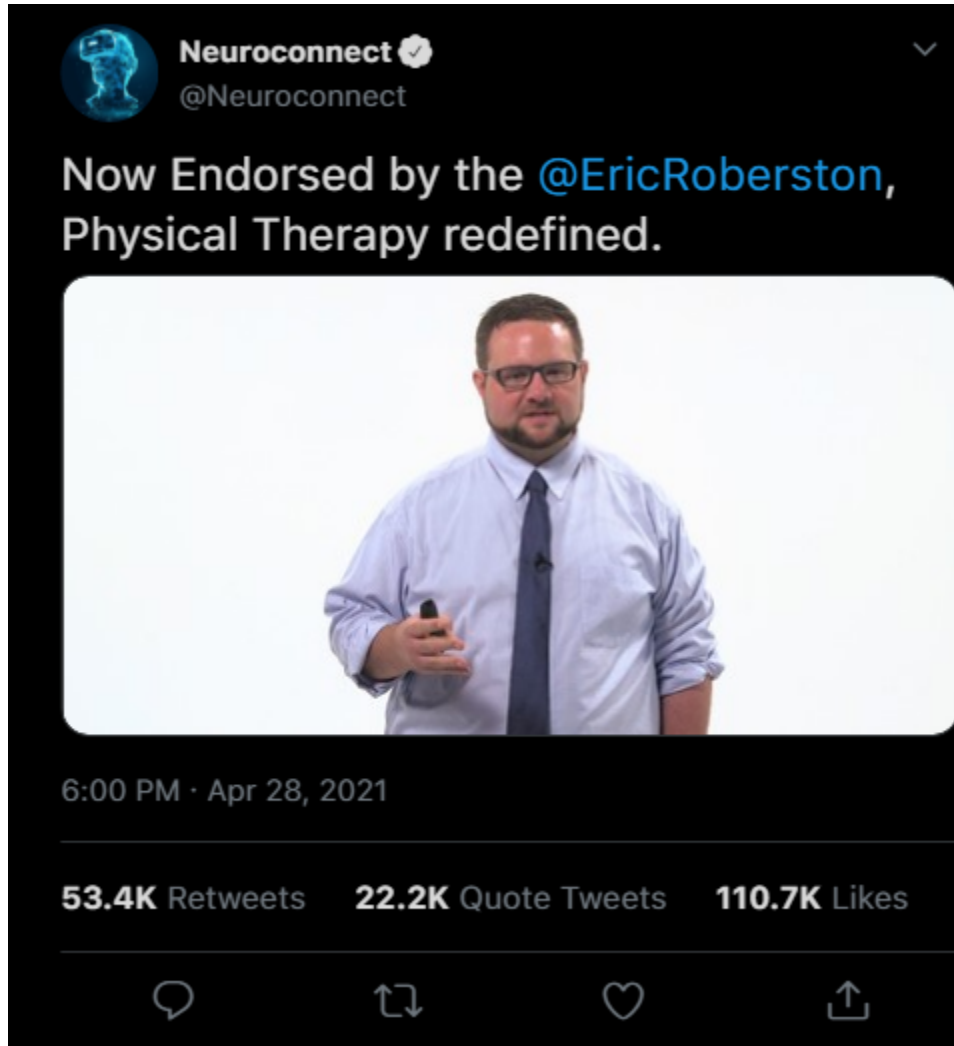 Neuroconnect
@Neuroconnect
Now Endorsed by the @EricRoberston,
Physical Therapy redefined.
6:00 PM · Apr 28, 2021
53.4K Retweets 22.2K Quote Tweets 110.7K Likes